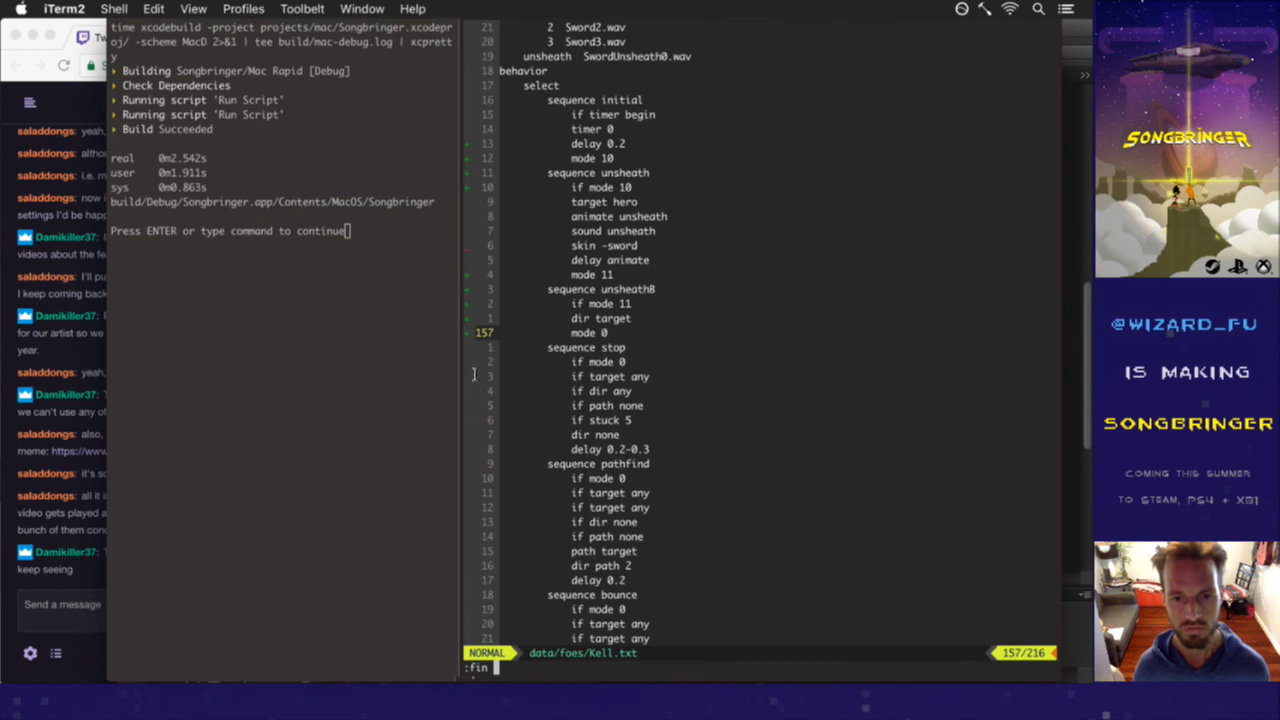 iTerm2 Shell Edit View Profiles Toolbelt Window Help
Tw
S
saladdongs: yeah,
saladdongs: althou
saladdongs: i.e. m
saladdongs: now i
settings I'd be happ
Damikiller37: I
videos about the fe
saladdongs: I'll pu
I keep coming back
Damikiller37: F
for our artist so we
year.
saladdongs: yeah,
Damikiller37: T
we can't use any of
saladdongs: also,
meme: https://www
saladdongs: it's so
saladdongs: all it i
video gets played a
bunch of them conc
Damikiller37: T
keep seeing
Send a message
time xcodebuild -project projects/mac/Songbringer.xcodepr
oj/ -scheme MacD 2>&1 | tee build/mac-debug.log | xcprett
y
Building Songbringer/Mac Rapid [Debug]
Check Dependencies
Running script 'Run Script'
Running script 'Run Script'
Build Succeeded
real 0m2.542s
user 0m1.911s
sys 0m0.863s
build/Debug/Songbringer.app/Contents/MacOS/Songbringer
Press ENTER or type command to continue
21 2 Sword2.wav
20 3 Sword3.wav
19 unsheath SwordUnsheath0.wav
18 behavior
17 select
16 sequence initial
15 if timer begin
14 timer 0
13 delay 0.2
12 mode 10
11 sequence unsheath
10 if mode 10
9 target hero
8 animate unsheath
7 sound unsheath
6 skin -sword
5 delay animate
4 mode 11
3 sequence unsheathB
2 if mode 11
1 dir target
157 mode 0
1 sequence stop
2 if mode 0
3 if target any
4 if dir any
5 if path none
6 if stuck 5
7 dir none
8 delay 0.2-0.3
9 sequence pathfind
10 if mode 0
11 if target any
12 if target any
13 if dir none
14 if path none
15 path target
16 dir path 2
17 delay 0.2
18 sequence bounce
19 if mode 0
20 if target any
21 if target any
NORMAL data/foes/Kell.txt 157/216
:fin
SONGBRINGER
@WIZARD_FU
IS MAKING
SONGBRINGER
COMING THIS SUMMER
TO STEAM, PS4 + XB1